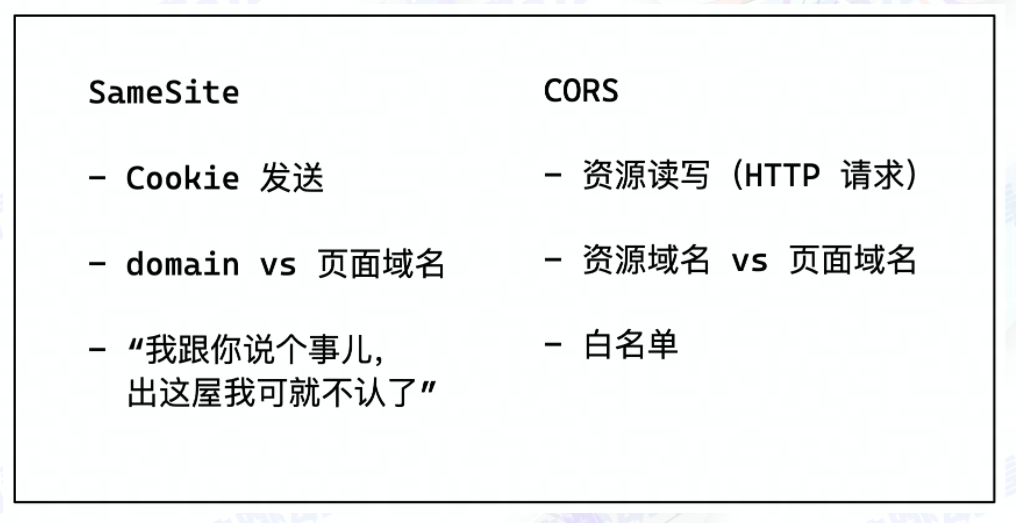 SameSite
- Cookie 发送
- domain vs 页面域名
- “我跟你说个事儿,
出这屋我可就不认了”
CORS
- 资源读写（HTTP 请求）
- 资源域名 vs 页面域名
- 白名单